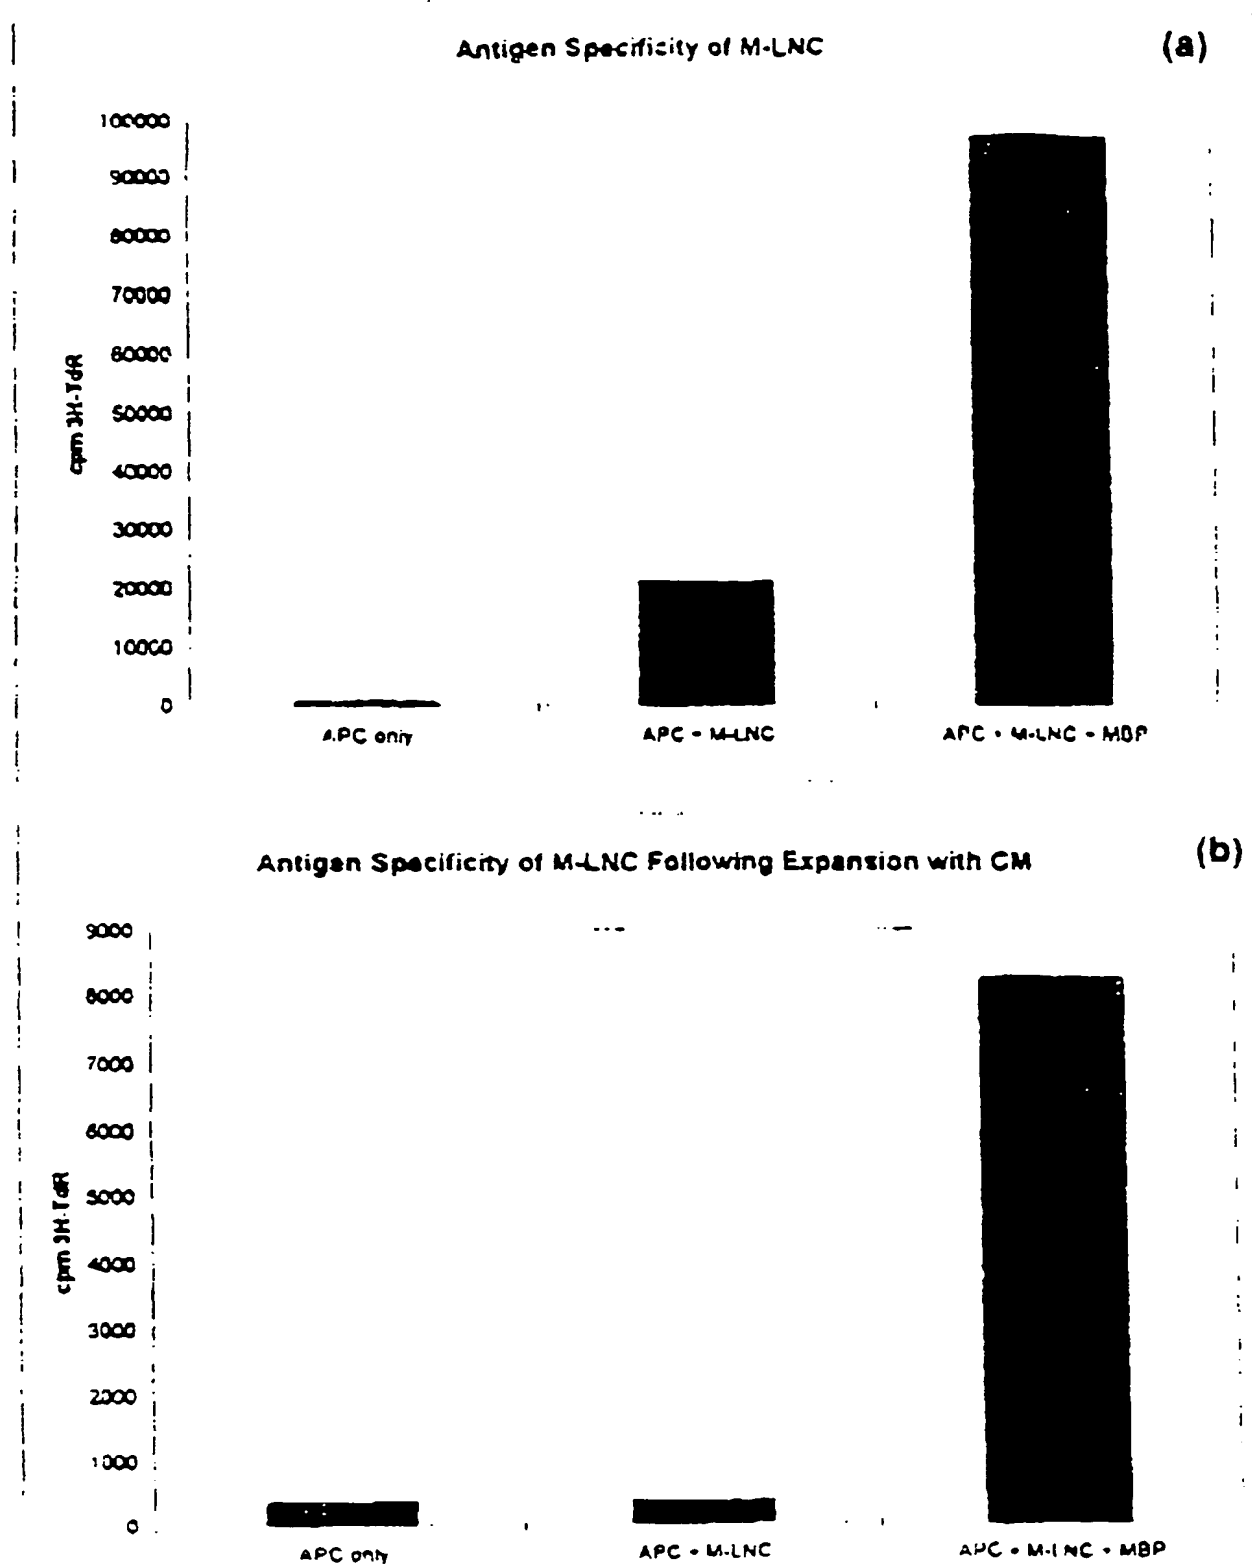 Antigen Specificity of M-LNC
(a)
100000
90000
80000
70000
60000
50000
40000
30000
20000
10000
0
cpm 3H-TdR
APC only
APC + M-LNC
APC + M-LNC + MBP
Antigen Specificity of M-LNC Following Expansion with CM
(b)
9000
8000
7000
6000
5000
4000
3000
2000
1000
0
cpm 3H-TdR
APC only
APC + M-LNC
APC + M-LNC + MBP